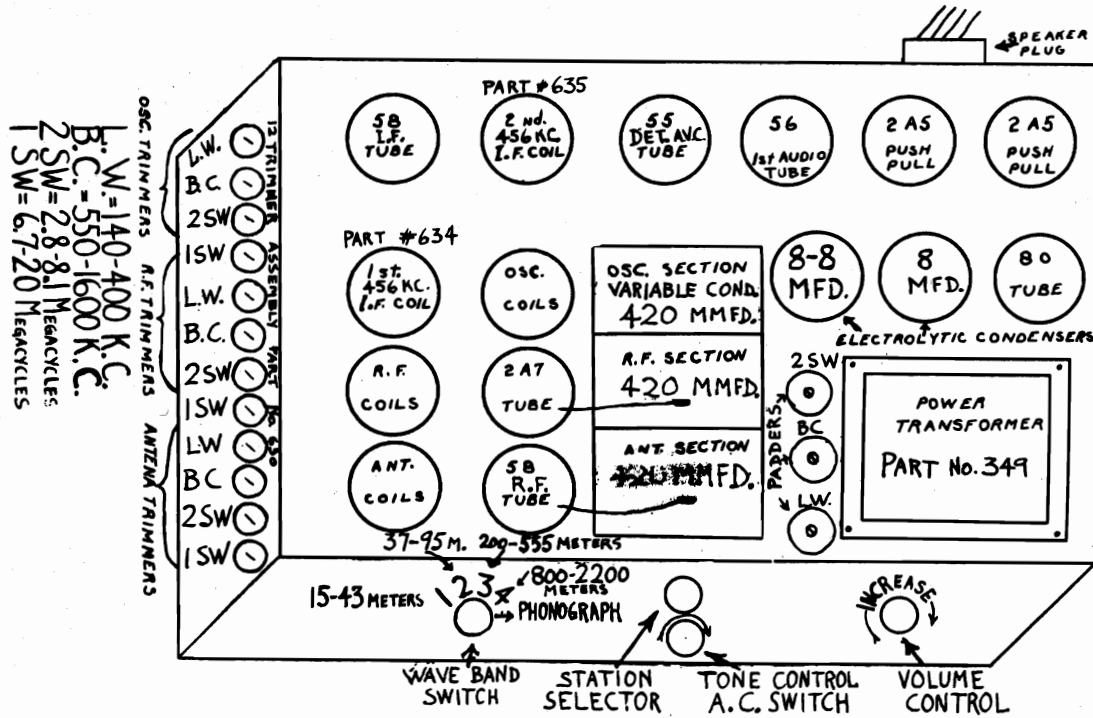 SPEAKER
PLUG
PART #635
58
I.F.
TUBE
2 nd.
456 KC.
I.F. COIL
55
DET. AVC.
TUBE
56
1st AUDIO
TUBE
2 A5
PUSH
PULL
2 A5
PUSH
PULL
OSC. TRIMMERS
R.F. TRIMMERS
ANTENA TRIMMERS
L.W.
B.C.
2SW
1SW
L.W.
B.C.
2SW
1SW
LW
BC
2SW
1SW
12 TRIMMER ASSEMBLY PART No. 630
L. W. = 140-400 K.C.
B.C. = 550-1600 K.C.
2 SW = 2.8-8.1 MEGACYCLES
1 SW = 6.7-20 MEGACYCLES
PART #634
1st.
456 KC.
I.F. COIL
OSC.
COILS
OSC. SECTION
VARIABLE COND.
420 MMFD.
8-8
MFD.
8
MFD.
80
TUBE
ELECTROLYTIC CONDENSERS
R.F.
COILS
2A7
TUBE
R.F. SECTION
420 MMFD.
ANT.
COILS
58
R.F.
TUBE
ANT. SECTION
420 MMFD.
PADDERS
2SW
BC
L.W.
POWER
TRANSFORMER
PART No. 349
37-95 M.
200-555 METERS
2 3
4
800-2200
METERS
15-43 METERS
PHONOGRAPH
INCREASE
WAVE BAND
SWITCH
STATION
SELECTOR
TONE CONTROL
A.C. SWITCH
VOLUME
CONTROL